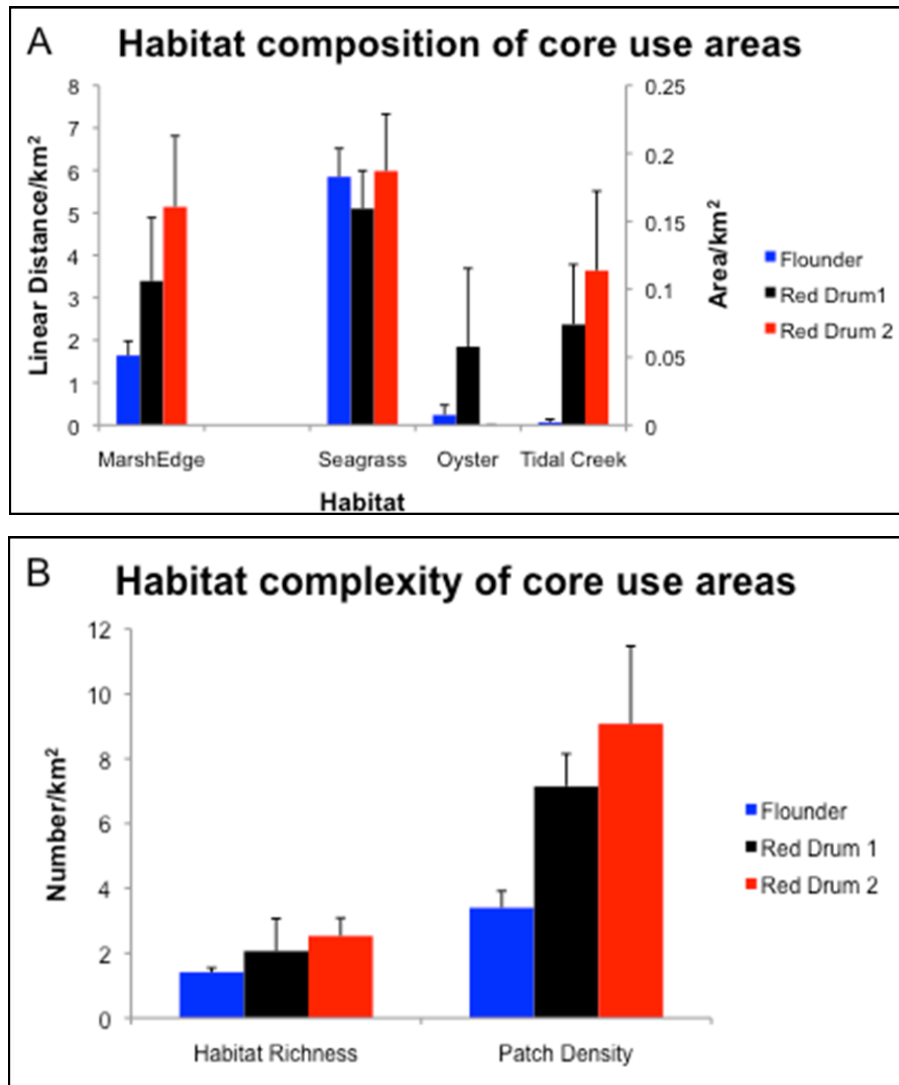 A
Habitat composition of core use areas
8
7
6
5
4
3
2
1
0
Linear Distance/km²
0.25
0.2
0.15
0.1
0.05
0
Area/km²
MarshEdge
Seagrass
Oyster
Tidal Creek
Habitat
Flounder
Red Drum1
Red Drum 2
B
Habitat complexity of core use areas
12
10
8
6
4
2
0
Number/km²
Habitat Richness
Patch Density
Flounder
Red Drum 1
Red Drum 2